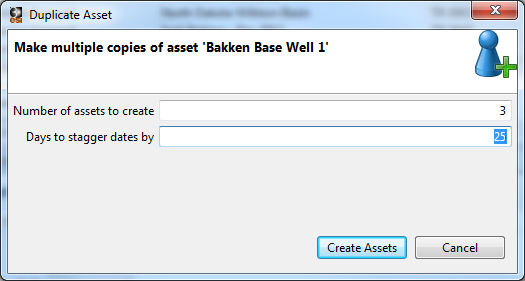 Duplicate Asset
Make multiple copies of asset 'Bakken Base Well 1'
Number of assets to create 3
Days to stagger dates by 25
Create Assets Cancel